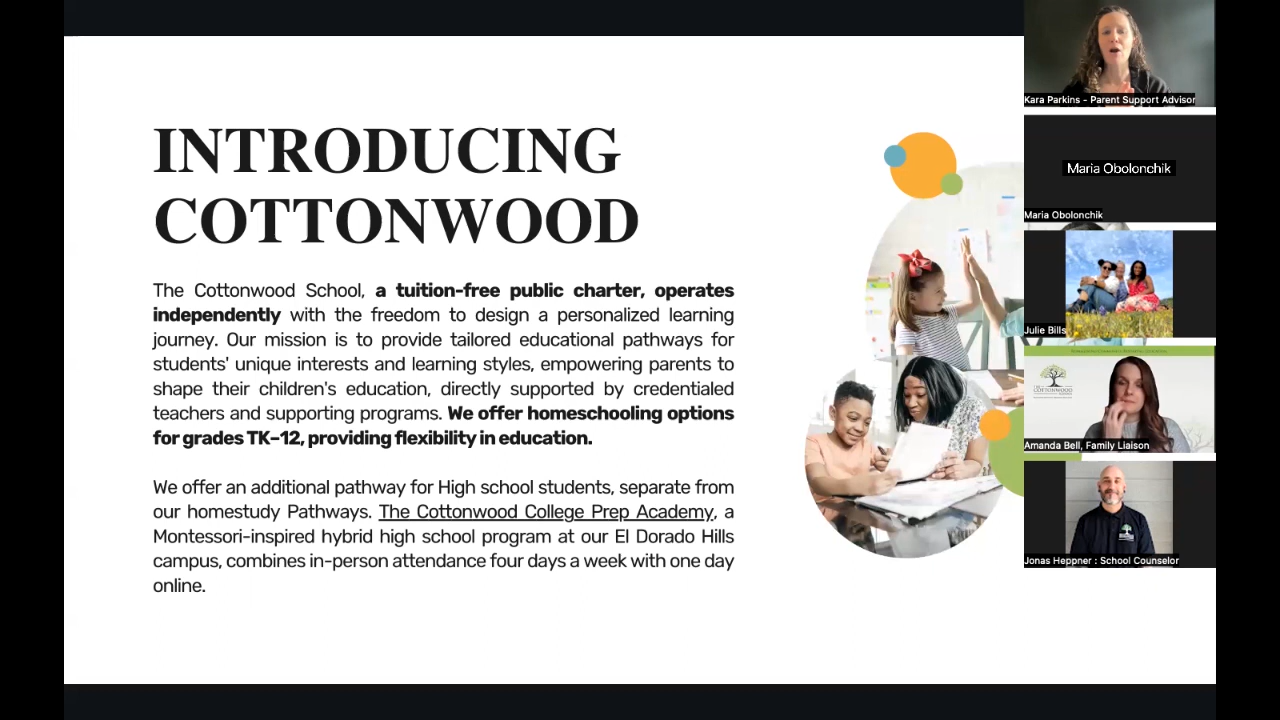 INTRODUCING
COTTONWOOD
The Cottonwood School, a tuition-free public charter, operates
independently with the freedom to design a personalized learning
journey. Our mission is to provide tailored educational pathways for
students' unique interests and learning styles, empowering parents to
shape their children's education, directly supported by credentialed
teachers and supporting programs. We offer homeschooling options
for grades TK–12, providing flexibility in education.
We offer an additional pathway for High school students, separate from
our homestudy Pathways. The Cottonwood College Prep Academy, a
Montessori-inspired hybrid high school program at our El Dorado Hills
campus, combines in-person attendance four days a week with one day
online.
Kara Parkins - Parent Support Advisor
Maria Obolonchik
Maria Obolonchik
Julie Bills
COTTONWOOD
Amanda Bell, Family Liaison
Jonas Heppner : School Counselor